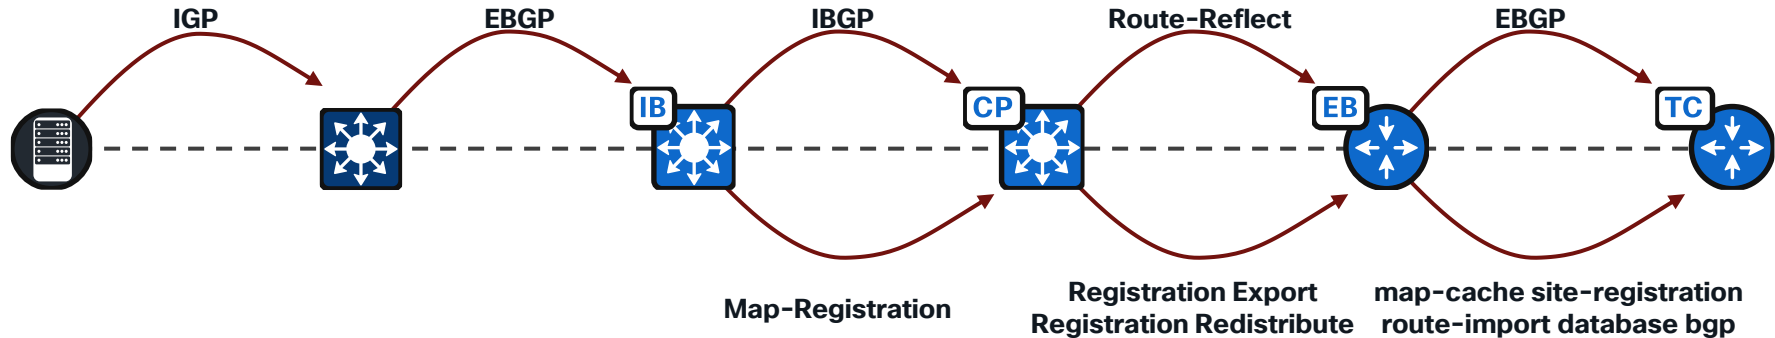 IGP
EBGP
IBGP
Route-Reflect
EBGP
IB
CP
EB
TC
Map-Registration
Registration Export
Registration Redistribute
map-cache site-registration
route-import database bgp